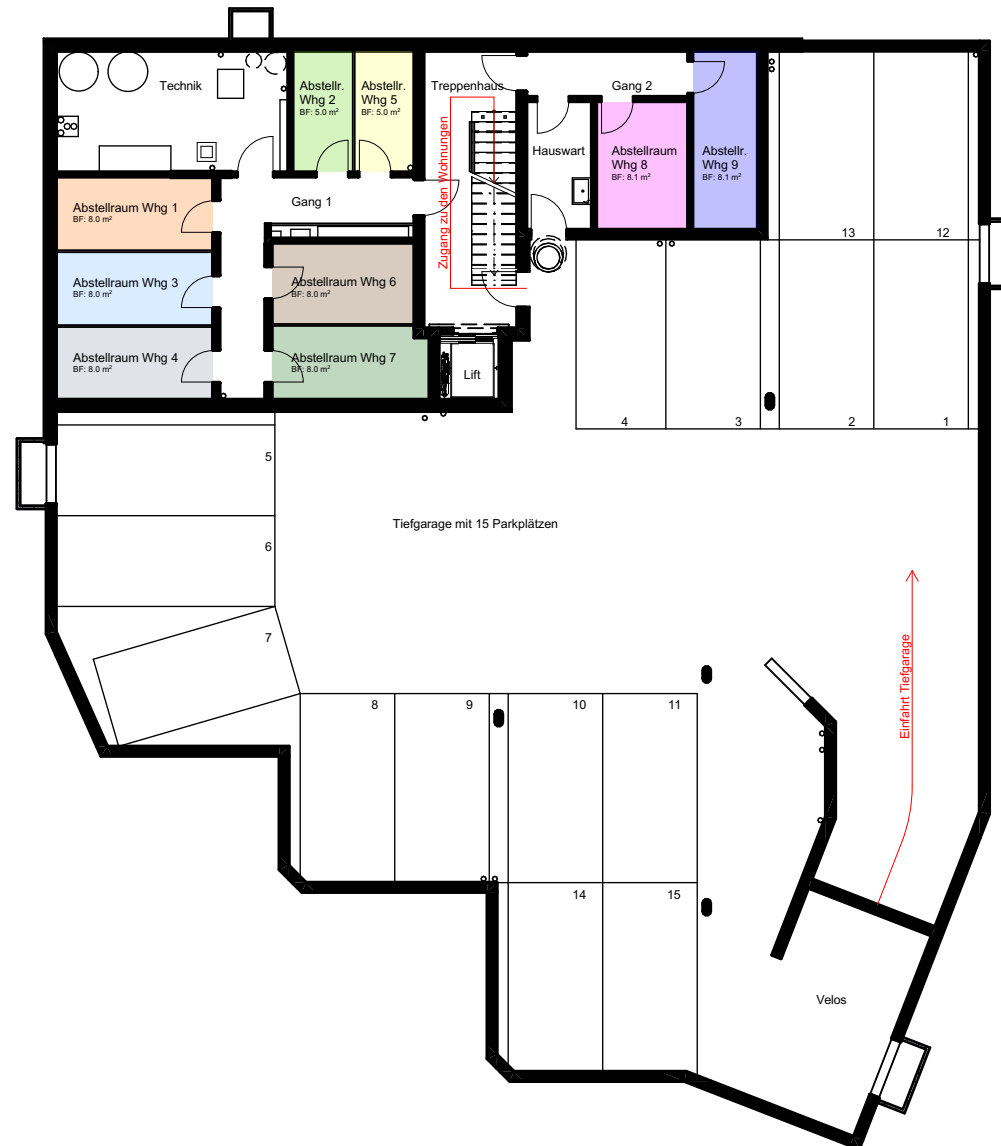 Technik
Abstellr.
Whg 2
BF: 5.0 m²
Abstellr.
Whg 5
BF: 5.0 m²
Treppenhaus
Gang 2
Zugang zu den Wohnungen
Hauswart
Abstellraum
Whg 8
BF: 8.1 m²
Abstellr.
Whg 9
BF: 8.1 m²
Abstellraum Whg 1
BF: 8.0 m²
Gang 1
Abstellraum Whg 3
BF: 8.0 m²
Abstellraum Whg 6
BF: 8.0 m²
Abstellraum Whg 4
BF: 8.0 m²
Abstellraum Whg 7
BF: 8.0 m²
Lift
13
12
4
3
2
1
5
Tiefgarage mit 15 Parkplätzen
6
7
Einfahrt Tiefgarage
8
9
10
11
14
15
Velos